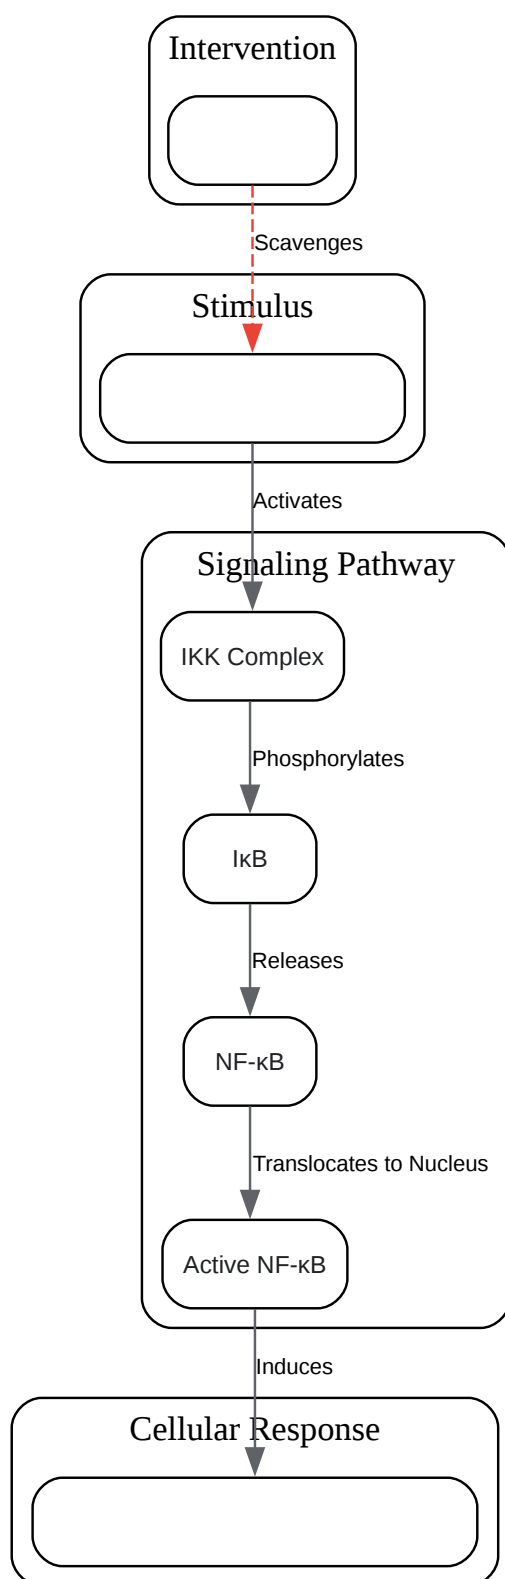 Intervention
Scavenges
Stimulus
Activates
Signaling Pathway
IKK Complex
Phosphorylates
IκB
Releases
NF-κB
Translocates to Nucleus
Active NF-κB
Induces
Cellular Response